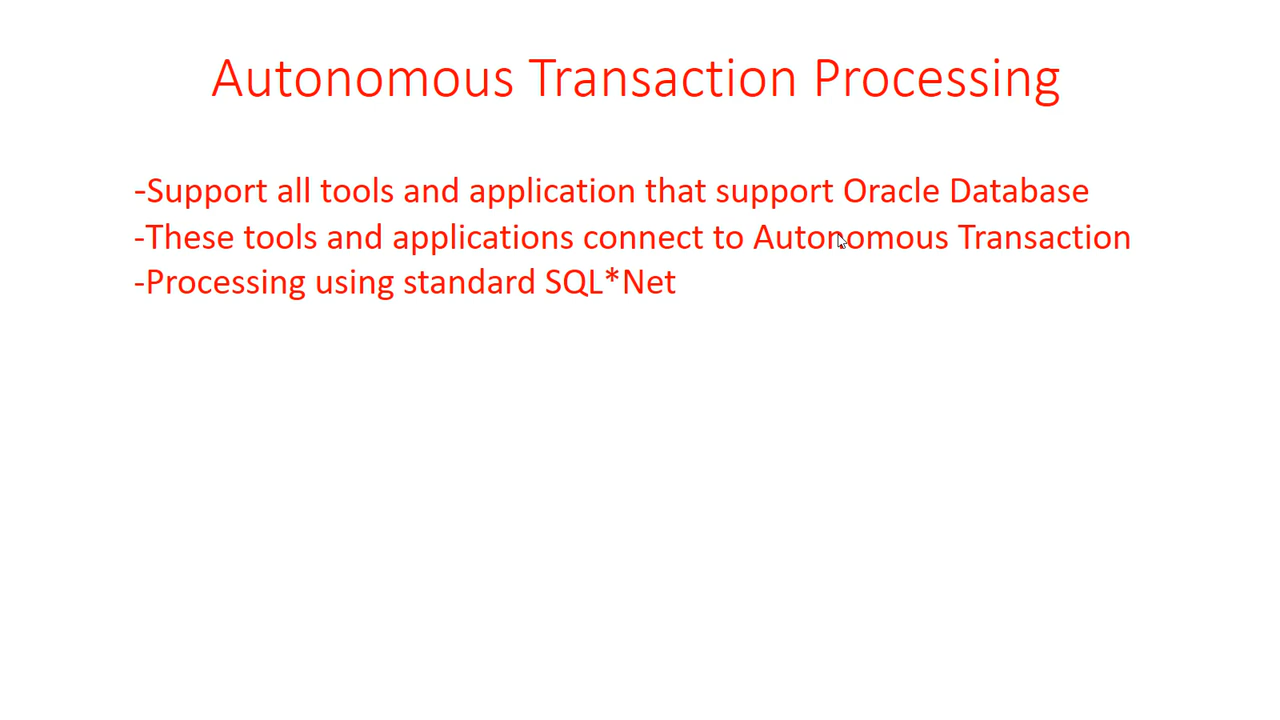 Autonomous Transaction Processing
-Support all tools and application that support Oracle Database
-These tools and applications connect to Autonomous Transaction
-Processing using standard SQL*Net